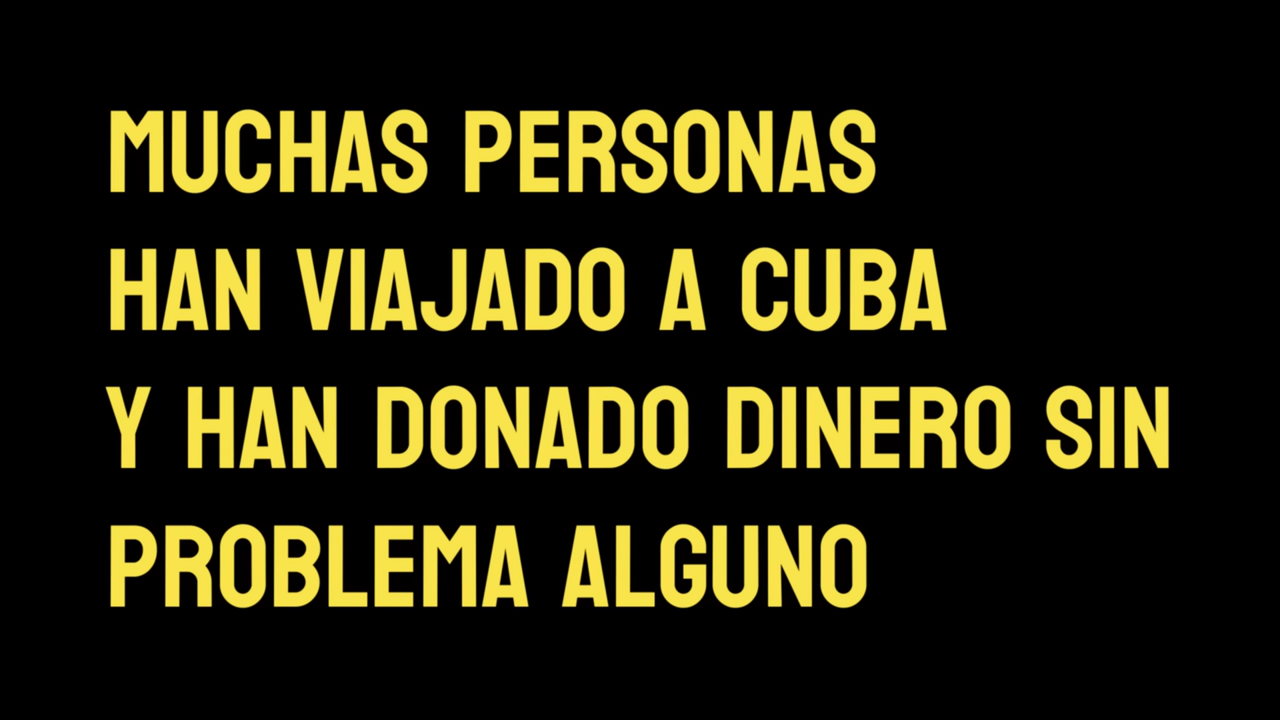 MUCHAS PERSONAS
HAN VIAJADO A CUBA
Y HAN DONADO DINERO SIN
PROBLEMA ALGUNO